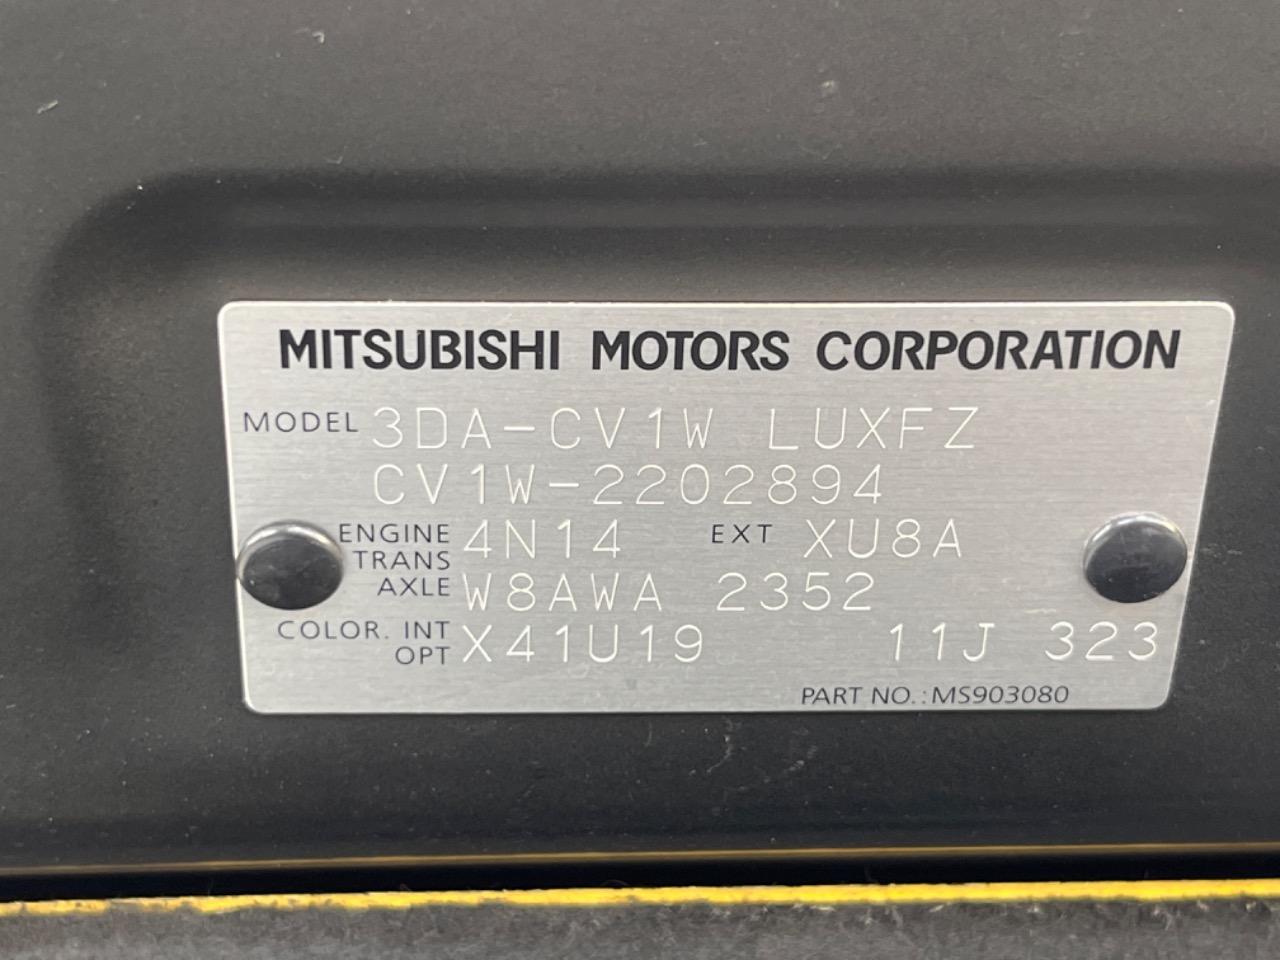 MITSUBISHI MOTORS CORPORATION
MODEL 3DA-CV1W LUXFZ
CV1W-2202894
ENGINE 4N14 EXT XU8A
TRANS
AXLE W8AWA 2352
COLOR. INT X41U19 11J 323
OPT
PART NO.: MS903080